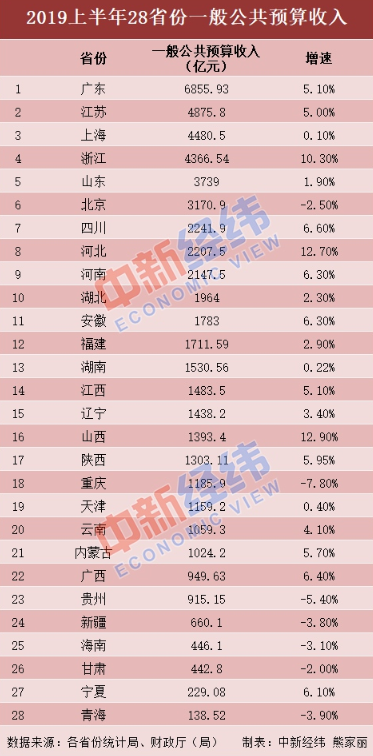 2019上半年28省份一般公共预算收入
省份 一般公共预算收入（亿元） 增速
1 广东 6855.93 5.10%
2 江苏 4875.8 5.00%
3 上海 4480.5 0.10%
4 浙江 4366.54 10.30%
5 山东 3739 1.90%
6 北京 3170.9 -2.50%
7 四川 2241.9 6.60%
8 河北 2207.5 12.70%
9 河南 2147.5 6.30%
10 湖北 1964 2.30%
11 安徽 1783 6.30%
12 福建 1711.59 2.90%
13 湖南 1530.56 0.22%
14 江西 1483.5 5.10%
15 辽宁 1438.2 3.40%
16 山西 1393.4 12.90%
17 陕西 1303.11 5.95%
18 重庆 1185.9 -7.80%
19 天津 1159.2 0.40%
20 云南 1059.3 4.10%
21 内蒙古 1024.2 5.70%
22 广西 949.63 6.40%
23 贵州 915.15 -5.40%
24 新疆 660.1 -3.80%
25 海南 446.1 -3.10%
26 甘肃 442.8 -2.00%
27 宁夏 229.08 6.10%
28 青海 138.52 -3.90%
数据来源：各省份统计局、财政厅（局） 制表：中新经纬 熊家丽
中新经纬
ECONOMIC VIEW
中新经纬
ECONOMIC VIEW